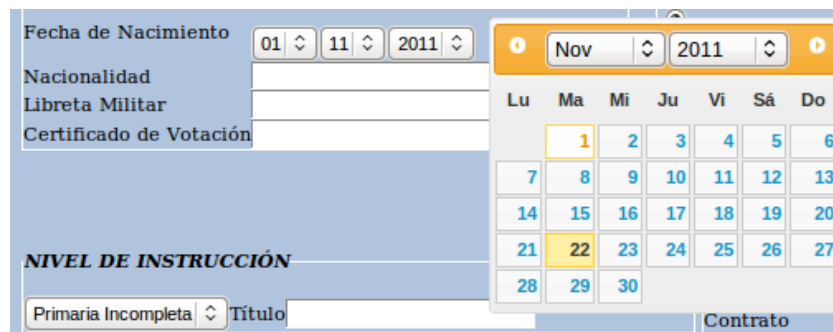 Fecha de Nacimiento
01 11 2011
Nacionalidad
Libreta Militar
Certificado de Votación
NIVEL DE INSTRUCCIÓN
Primaria Incompleta Título
Nov 2011
Lu Ma Mi Ju Vi Sá Do
1 2 3 4 5 6
7 8 9 10 11 12 13
14 15 16 17 18 19 20
21 22 23 24 25 26 27
28 29 30
Contrato